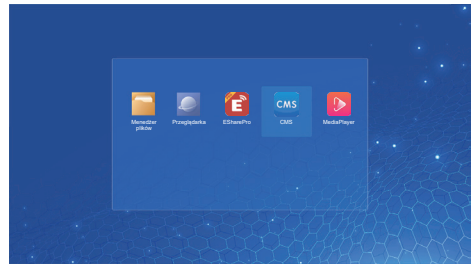 E
CMS
Menedżer plików
Przeglądarka
ESharePro
CMS
MediaPlayer